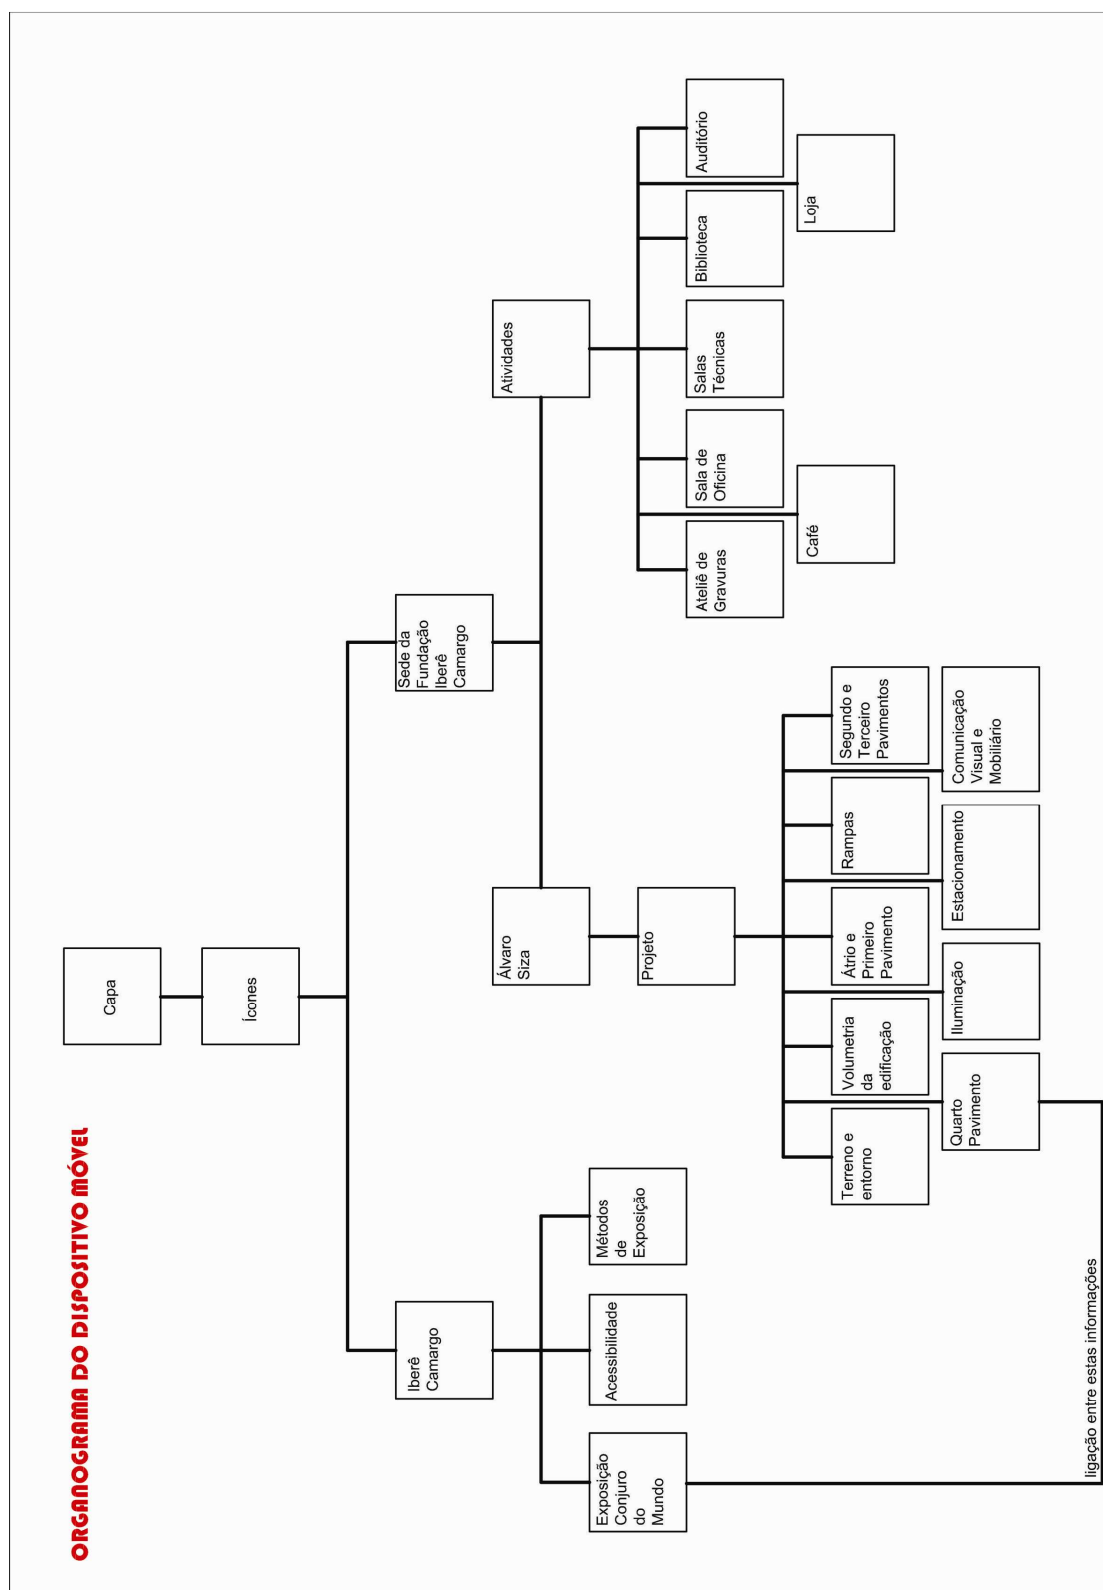 ORGANOGRAMA DO DISPOSITIVO MÓVEL
Capa
Ícones
Iberê
Camargo
Sede da
Fundação
Iberê
Camargo
Exposição
Conjuro
do
Mundo
Acessibilidade
Métodos
de
Exposição
Álvaro
Siza
Atividades
Projeto
Terreno e
entorno
Volumetria
da
edificação
Átrio e
Primeiro
Pavimento
Rampas
Segundo e
Terceiro
Pavimentos
Quarto
Pavimento
Iluminação
Estacionamento
Comunicação
Visual e
Mobiliário
Ateliê de
Gravuras
Sala de
Oficina
Salas
Técnicas
Biblioteca
Auditório
Café
Loja
ligação entre estas informações